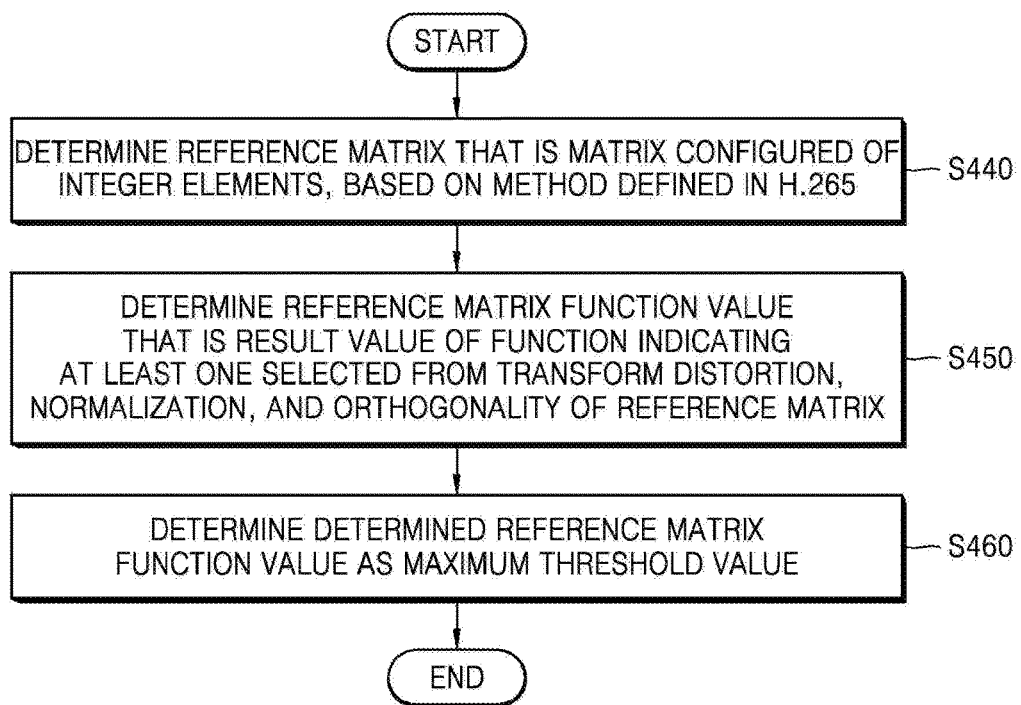 START
DETERMINE REFERENCE MATRIX THAT IS MATRIX CONFIGURED OF
INTEGER ELEMENTS, BASED ON METHOD DEFINED IN H.265
S440
DETERMINE REFERENCE MATRIX FUNCTION VALUE
THAT IS RESULT VALUE OF FUNCTION INDICATING
AT LEAST ONE SELECTED FROM TRANSFORM DISTORTION,
NORMALIZATION, AND ORTHOGONALITY OF REFERENCE MATRIX
S450
DETERMINE DETERMINED REFERENCE MATRIX
FUNCTION VALUE AS MAXIMUM THRESHOLD VALUE
S460
END